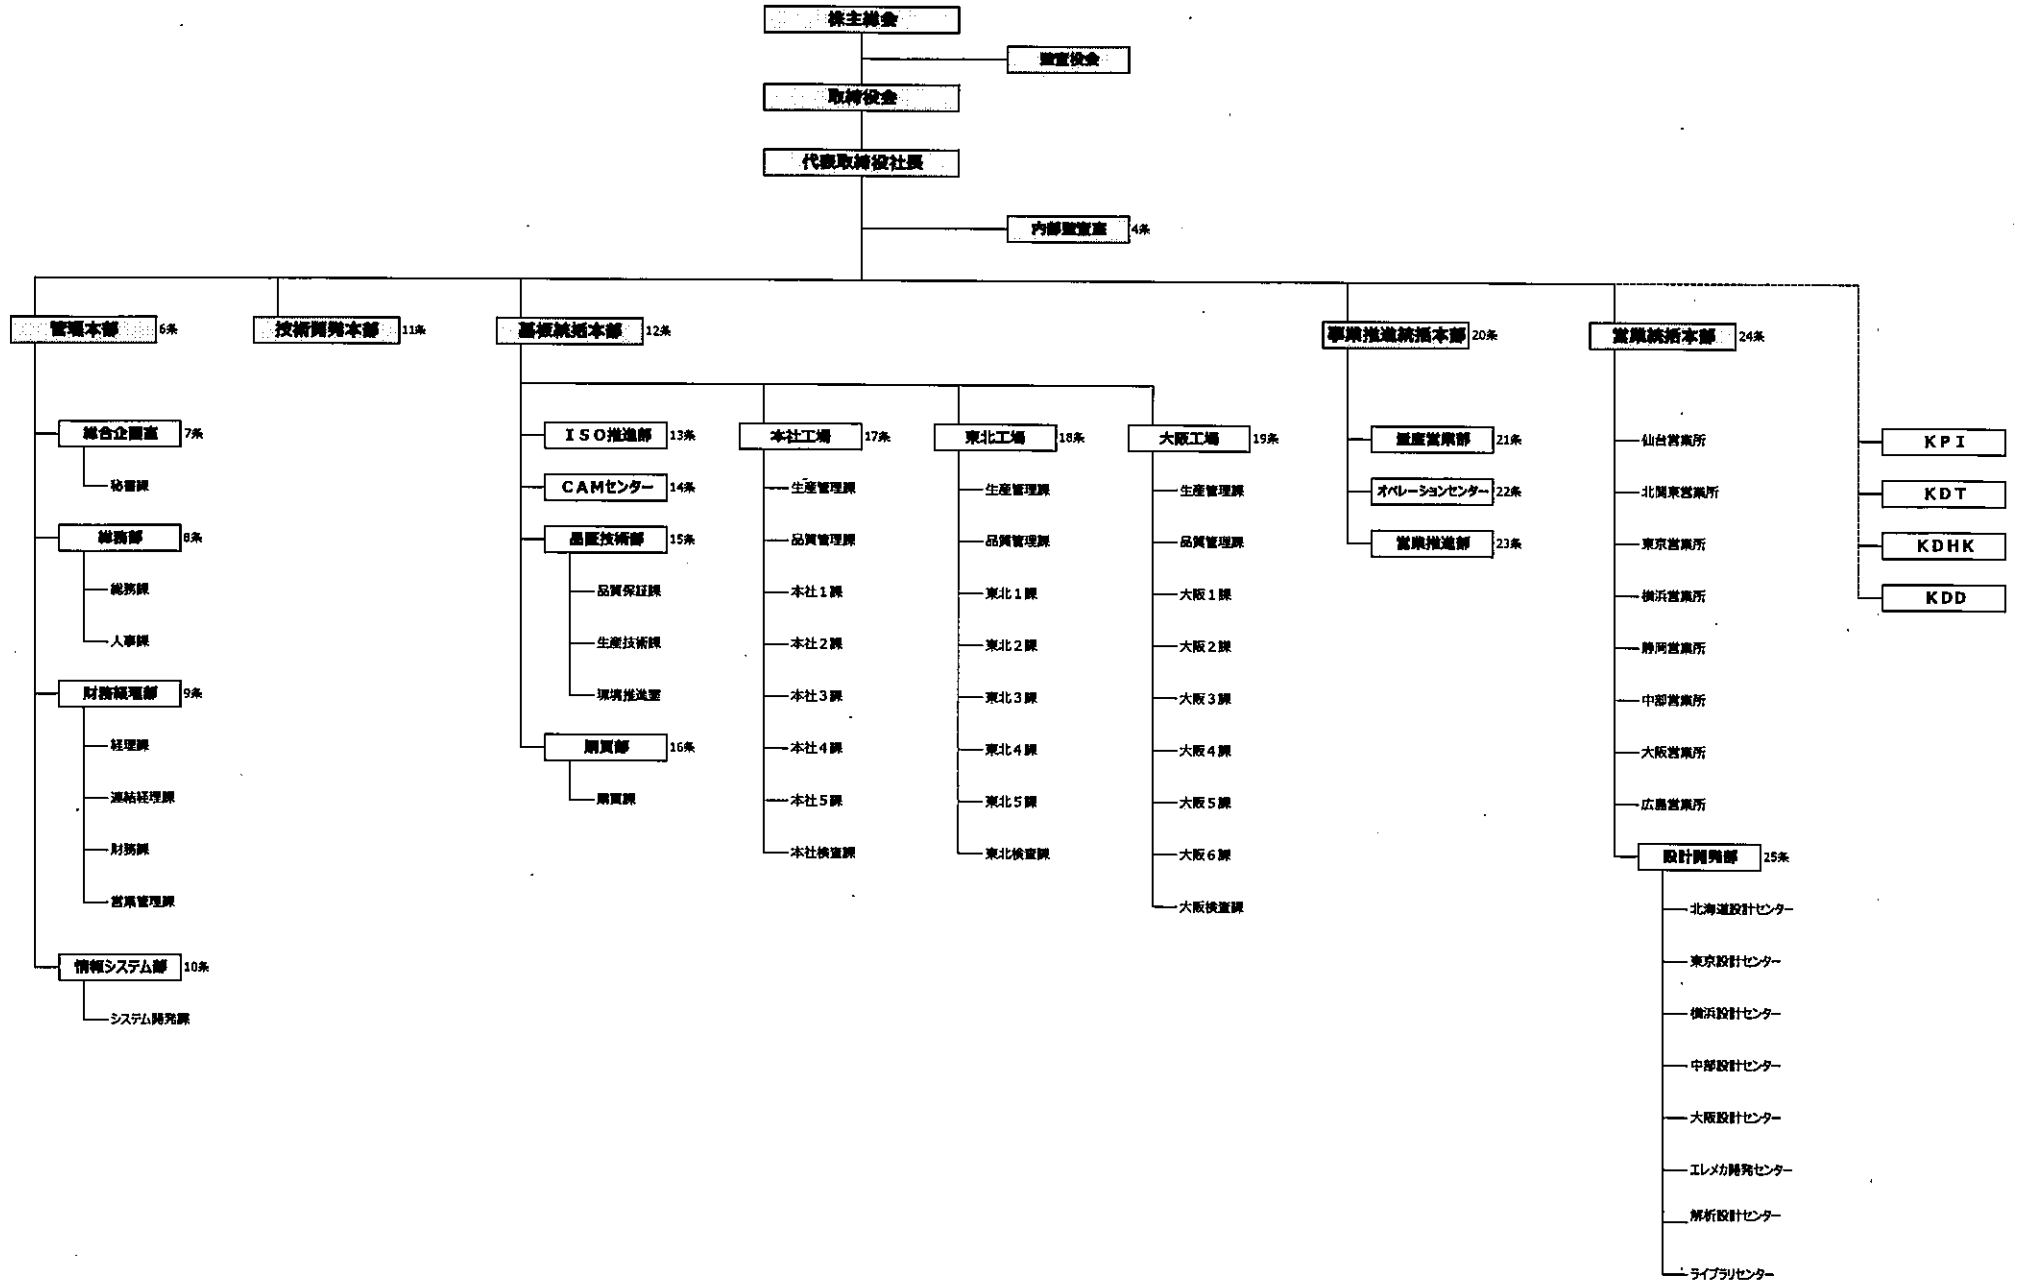 株主総会
監査役会
取締役会
代表取締役社長
内部監査室 4条
管理本部 6条
総合企画室 7条
秘書課
総務部 8条
総務課
人事課
財務経理部 9条
経理課
連結経理課
財務課
営業管理課
情報システム部 10条
システム開発課
技術開発本部 11条
基板統括本部 12条
ISO推進部 13条
CAMセンター 14条
品証技術部 15条
品質保証課
生産技術課
環境推進室
購買部 16条
購買課
本社工場 17条
生産管理課
品質管理課
本社1課
本社2課
本社3課
本社4課
本社5課
本社検査課
東北工場 18条
生産管理課
品質管理課
東北1課
東北2課
東北3課
東北4課
東北5課
東北検査課
大阪工場 19条
生産管理課
品質管理課
大阪1課
大阪2課
大阪3課
大阪4課
大阪5課
大阪6課
大阪検査課
事業推進統括本部 20条
量産営業部 21条
オペレーションセンター 22条
営業推進部 23条
営業統括本部 24条
仙台営業所
北関東営業所
東京営業所
横浜営業所
静岡営業所
中部営業所
大阪営業所
広島営業所
設計開発部 25条
北海道設計センター
東京設計センター
横浜設計センター
中部設計センター
大阪設計センター
エレメカ開発センター
解析設計センター
ライブラリセンター
KPI
KDT
KDHK
KDD